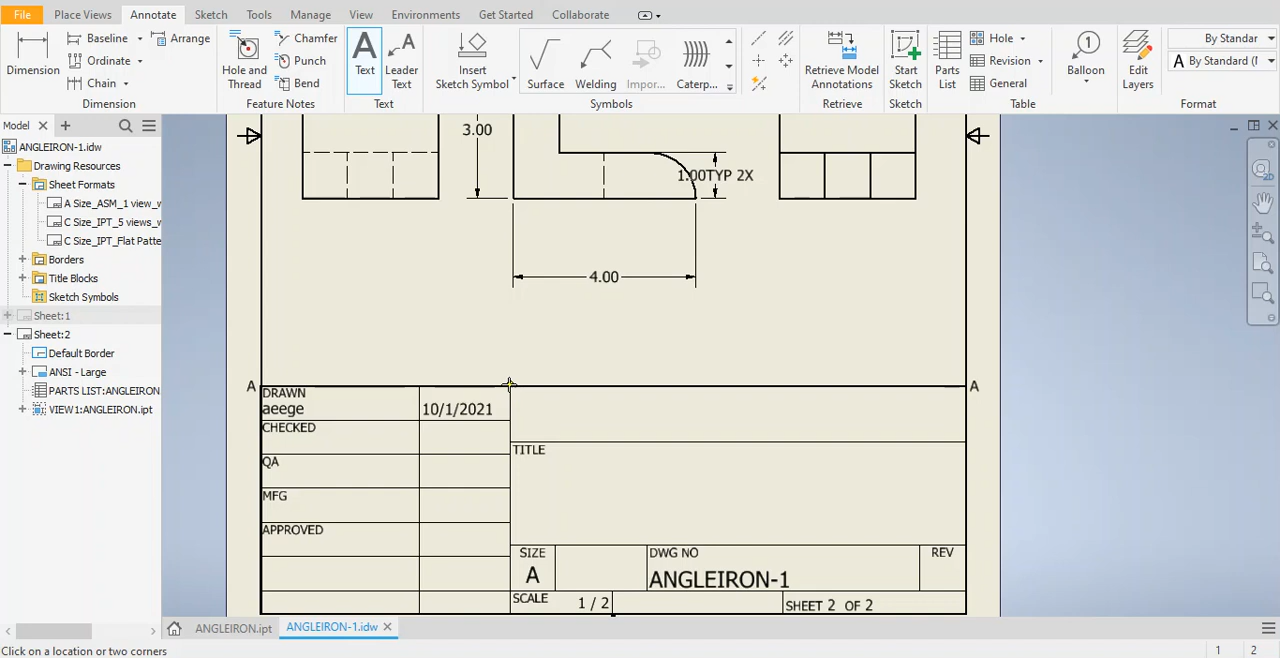 File Place Views Annotate Sketch Tools Manage View Environments Get Started Collaborate
Dimension
Baseline
Ordinate
Chain
Arrange
Dimension
Hole and Thread
Chamfer
Punch
Bend
Feature Notes
A Text
A Leader Text
Text
Insert Sketch Symbol
Surface
Welding
Impor...
Caterp...
Symbols
Retrieve Model Annotations
Retrieve
Start Sketch
Sketch
Parts List
Hole
Revision
General
Table
1
Balloon
Edit Layers
By Standar
A By Standard (I
Format
Model
ANGLEIRON-1.idw
Drawing Resources
Sheet Formats
A Size_ASM_1 view_w
C Size_IPT_5 views_w
C Size_IPT_Flat Patte
Borders
Title Blocks
Sketch Symbols
Sheet:1
Sheet:2
Default Border
ANSI - Large
PARTS LIST:ANGLEIRON
VIEW1:ANGLEIRON.ipt
3.00
1.00TYP 2X
4.00
A
A
DRAWN
aeege
10/1/2021
CHECKED
QA
MFG
APPROVED
TITLE
SIZE
A
DWG NO
ANGLEIRON-1
REV
SCALE
1 / 2
SHEET 2 OF 2
ANGLEIRON.ipt
ANGLEIRON-1.idw
Click on a location or two corners
1
2